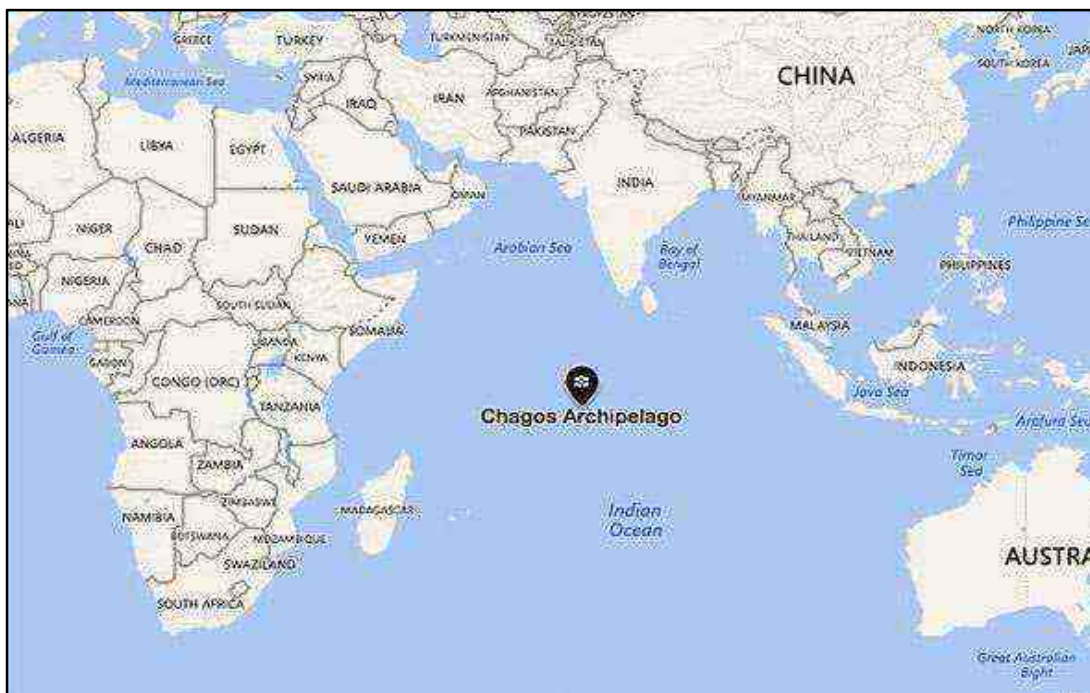 GREECE
TURKEY
TURKMENISTAN
NORTH KOREA
SOUTH KOREA
JAP
Mediterranean Sea
SYRIA
IRAQ
IRAN
AFGHANISTAN
CHINA
ALGERIA
LIBYA
EGYPT
PAKISTAN
SAUDI ARABIA
OMAN
INDIA
MYANMAR
ALI
NIGER
CHAD
SUDAN
YEMEN
Arabian Sea
Bay of
Bengal
THAILAND
VIETNAM
Philippine Se
PHILIPPINES
NIGERIA
ANA
SOUTH SUDAN
CAMEROON
SOMALIA
MALAYSIA
Gulf of
Guinea
GABON
UGANDA
KENYA
CONGO (DRC)
INDONESIA
TANZANIA
Java Sea
Chagos Archipelago
Arafura Sea
ANGOLA
ZAMBIA
Timor
Sea
NAMIBIA
ZIMBABWE
MADAGASCAR
Indian
Ocean
BOTSWANA
MOZAMBIQUE
SWAZILAND
AUSTRA
SOUTH AFRICA
Great Australian
Bight